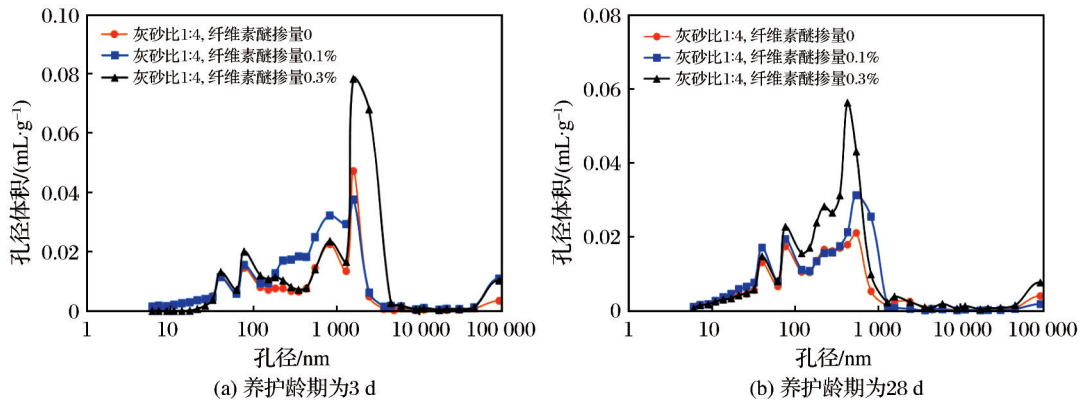 0.10
0.08
0.06
0.04
0.02
0
孔径体积/(mL·g⁻¹)
灰砂比1:4, 纤维素醚掺量0
灰砂比1:4, 纤维素醚掺量0.1%
灰砂比1:4, 纤维素醚掺量0.3%
1 10 100 1 000 10 000 100 000
孔径/nm
(a) 养护龄期为3 d
0.08
0.06
0.04
0.02
0
孔径体积/(mL·g⁻¹)
灰砂比1:4, 纤维素醚掺量0
灰砂比1:4, 纤维素醚掺量0.1%
灰砂比1:4, 纤维素醚掺量0.3%
1 10 100 1 000 10 000 100 000
孔径/nm
(b) 养护龄期为28 d